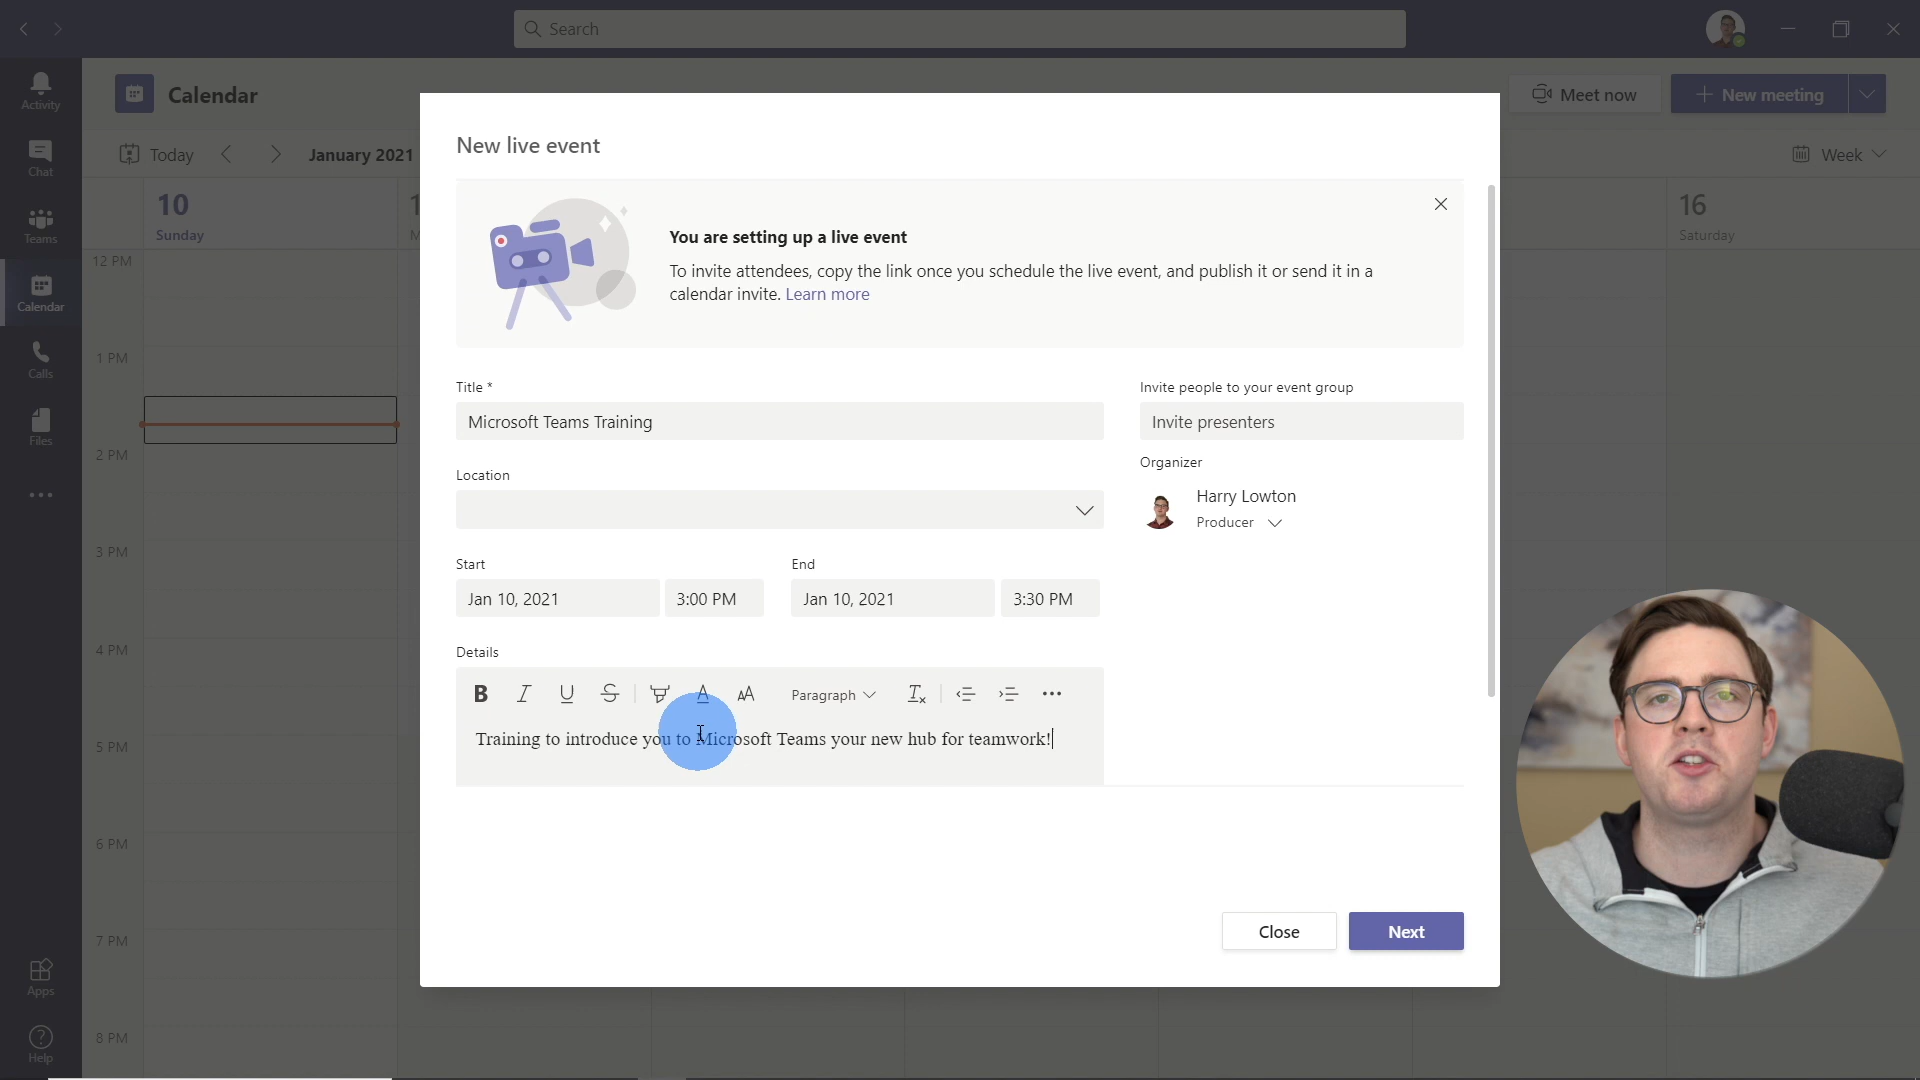 Search
Activity
Chat
Teams
Calendar
Calls
Files
Apps
Help
Calendar
Meet now
New meeting
Today
January 2021
Week
10
Sunday
16
Saturday
12 PM
1 PM
2 PM
3 PM
4 PM
5 PM
6 PM
7 PM
8 PM
New live event
You are setting up a live event
To invite attendees, copy the link once you schedule the live event, and publish it or send it in a
calendar invite. Learn more
Title *
Microsoft Teams Training
Invite people to your event group
Invite presenters
Location
Organizer
Harry Lowton
Producer
Start
End
Jan 10, 2021
3:00 PM
Jan 10, 2021
3:30 PM
Details
B I U S A AA Paragraph
Training to introduce you to Microsoft Teams your new hub for teamwork!
Close
Next